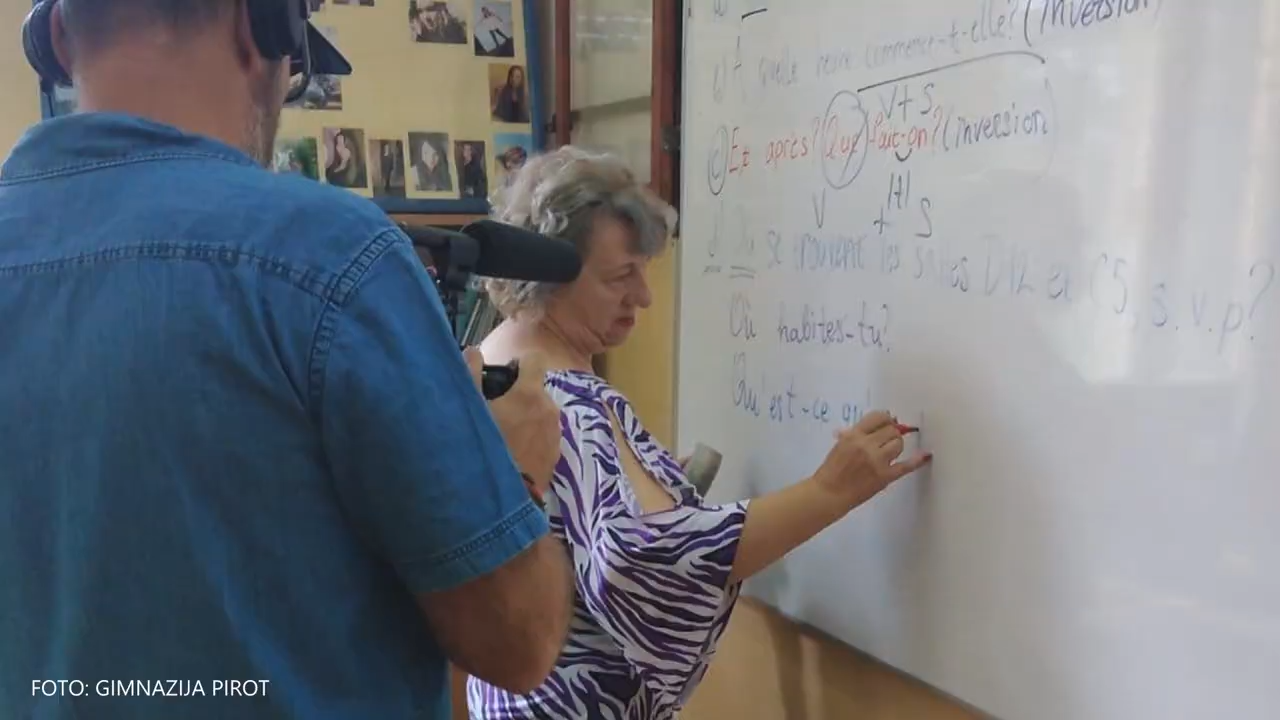 b) À quelle heure commence-t-elle? (inversion)
V + S
c) Et après? Que fait-on? (inversion)
|t|
V + S
d) Où se trouvent les salles D12 et C5, s.v.p?
Où habites-tu?
Qu'est-ce qu
FOTO: GIMNAZIJA PIROT